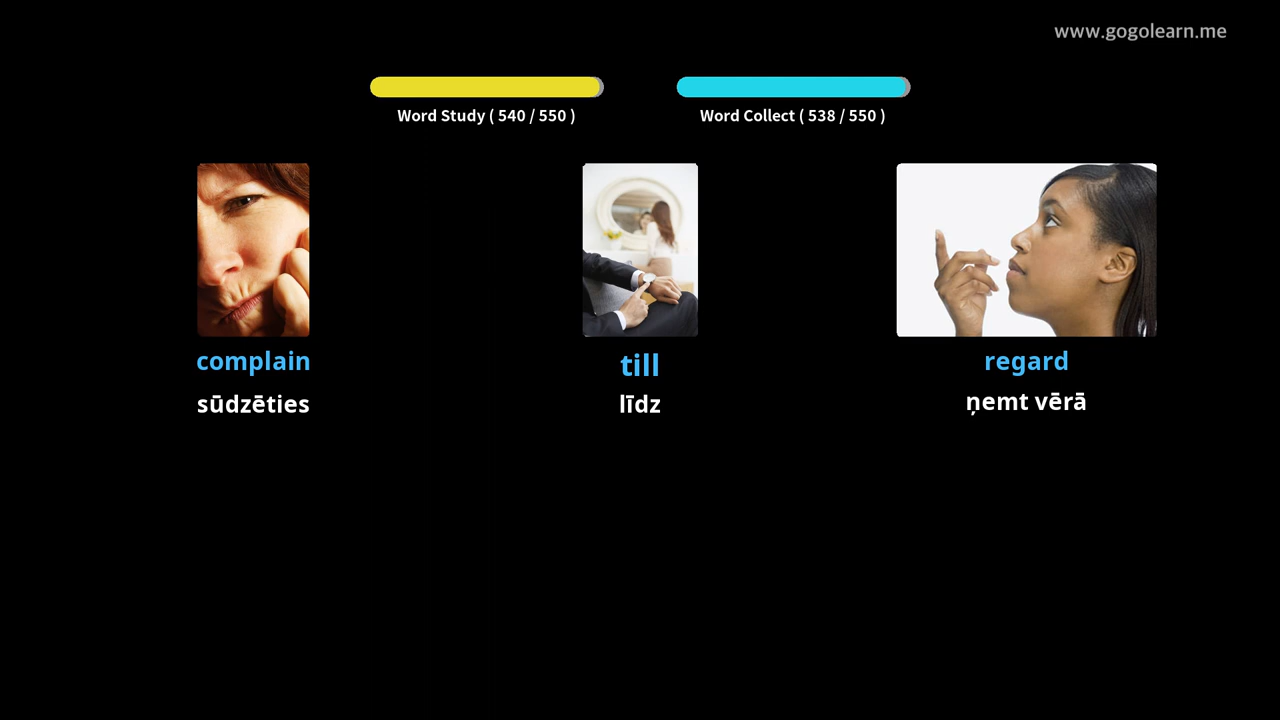 www.gogolearn.me
Word Study ( 540 / 550 )
Word Collect ( 538 / 550 )
complain
till
regard
sūdzēties
līdz
ņemt vērā